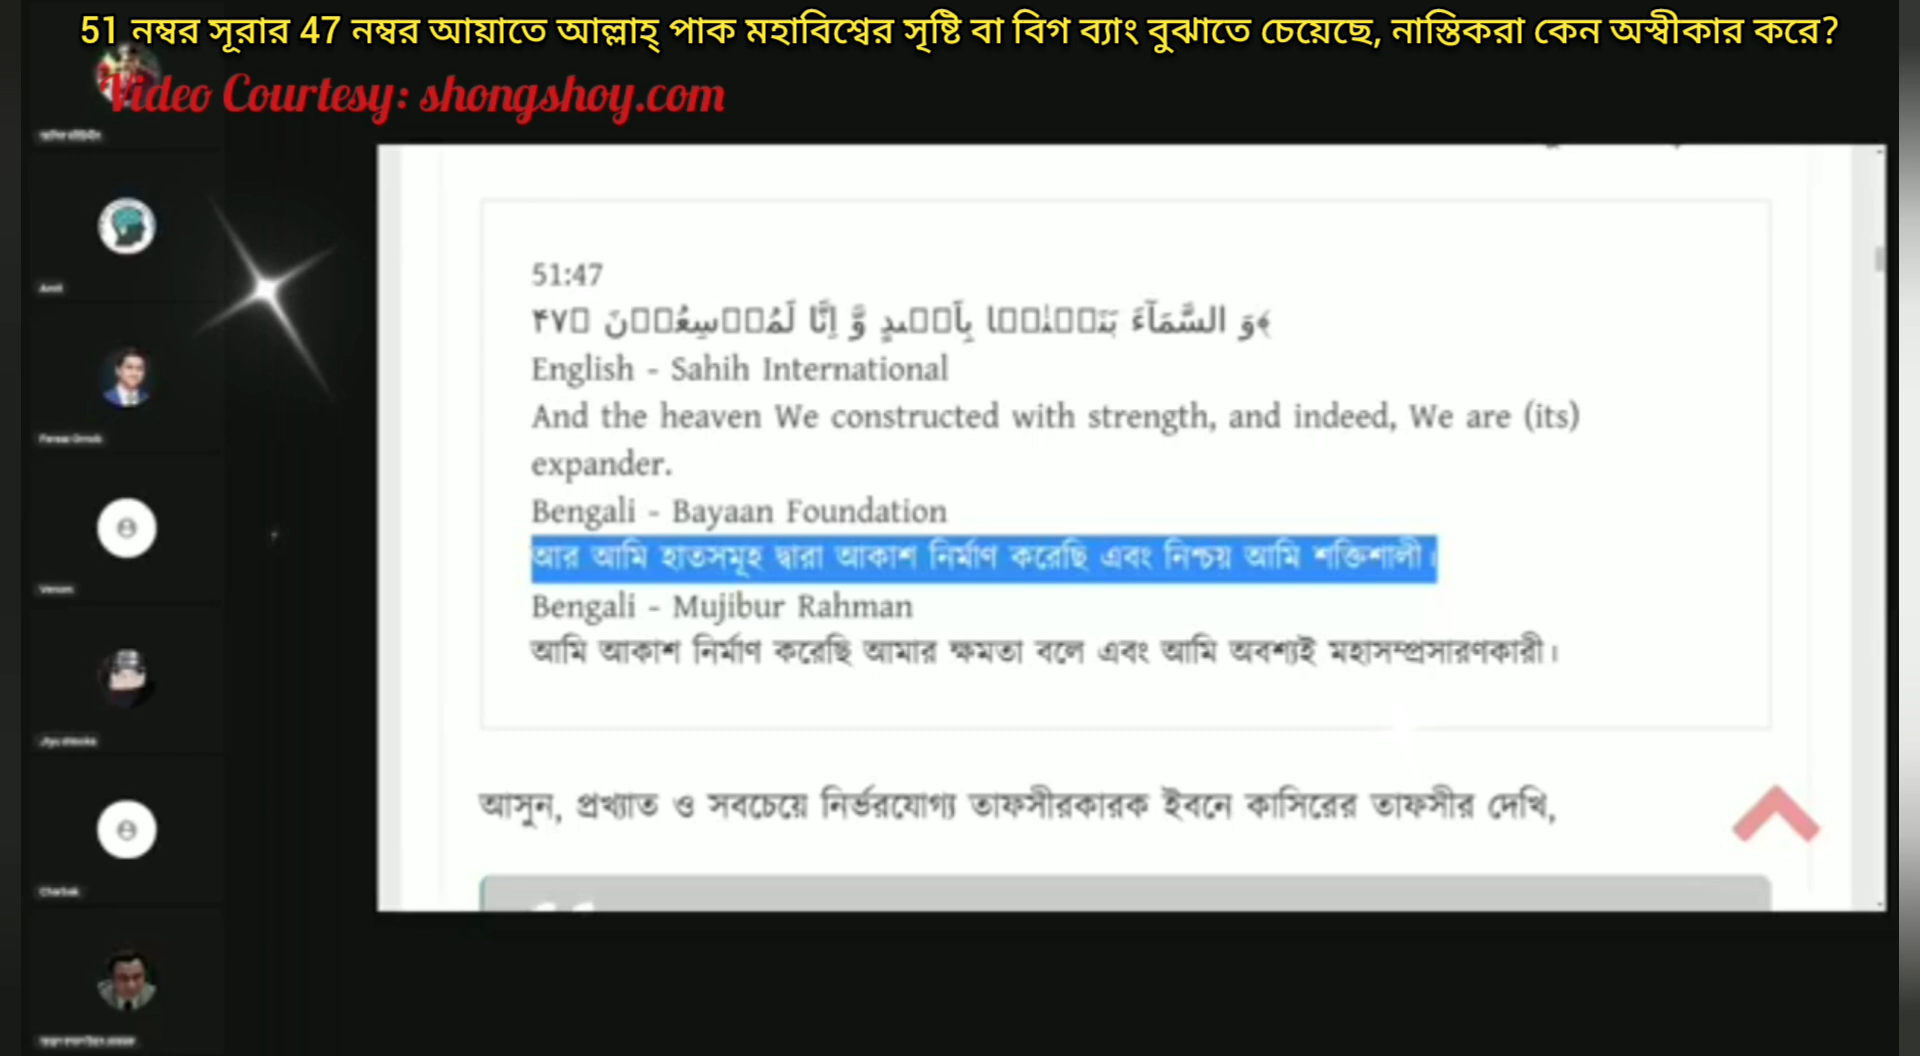 51 নম্বর সূরার 47 নম্বর আয়াতে আল্লাহ্ পাক মহাবিশ্বের সৃষ্টি বা বিগ ব্যাং বুঝাতে চেয়েছে, নাস্তিকরা কেন অস্বীকার করে?
Video Courtesy: shongshoy.com
Amit
Venom
Charbak
51:47
English - Sahih International
And the heaven We constructed with strength, and indeed, We are (its)
expander.
Bengali - Bayaan Foundation
আর আমি হাতসমূহ দ্বারা আকাশ নির্মাণ করেছি এবং নিশ্চয় আমি শক্তিশালী।
Bengali - Mujibur Rahman
আমি আকাশ নির্মাণ করেছি আমার ক্ষমতা বলে এবং আমি অবশ্যই মহাসম্প্রসারণকারী।
আসুন, প্রখ্যাত ও সবচেয়ে নির্ভরযোগ্য তাফসীরকারক ইবনে কাসিরের তাফসীর দেখি,